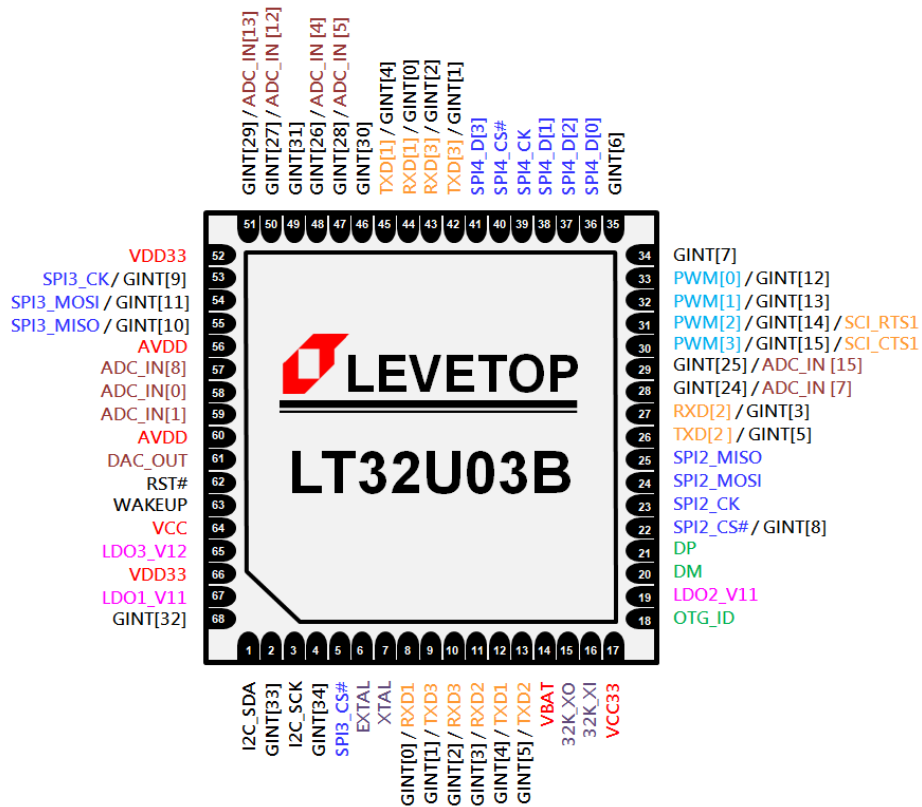 GINT[29] / ADC_IN[13]
GINT[27] / ADC_IN [12]
GINT[31]
GINT[26] / ADC_IN [4]
GINT[28] / ADC_IN [5]
GINT[30]
TXD[1] / GINT[4]
RXD[1] / GINT[0]
RXD[3] / GINT[2]
TXD[3] / GINT[1]
SPI4_D[3]
SPI4_CS#
SPI4_CK
SPI4_D[1]
SPI4_D[2]
SPI4_D[0]
GINT[6]
51 50 49 48 47 46 45 44 43 42 41 40 39 38 37 36 35
VDD33 52
SPI3_CK / GINT[9] 53
SPI3_MOSI / GINT[11] 54
SPI3_MISO / GINT[10] 55
AVDD 56
ADC_IN[8] 57
ADC_IN[0] 58
ADC_IN[1] 59
AVDD 60
DAC_OUT 61
RST# 62
WAKEUP 63
VCC 64
LDO3_V12 65
VDD33 66
LDO1_V11 67
GINT[32] 68
LEVETOP
LT32U03B
34 GINT[7]
33 PWM[0] / GINT[12]
32 PWM[1] / GINT[13]
31 PWM[2] / GINT[14] / SCI_RTS1
30 PWM[3] / GINT[15] / SCI_CTS1
29 GINT[25] / ADC_IN [15]
28 GINT[24] / ADC_IN [7]
27 RXD[2] / GINT[3]
26 TXD[2 ] / GINT[5]
25 SPI2_MISO
24 SPI2_MOSI
23 SPI2_CK
22 SPI2_CS# / GINT[8]
21 DP
20 DM
19 LDO2_V11
18 OTG_ID
1 2 3 4 5 6 7 8 9 10 11 12 13 14 15 16 17
I2C_SDA
GINT[33]
I2C_SCK
GINT[34]
SPI3_CS#
EXTAL
XTAL
GINT[0] / RXD1
GINT[1] / TXD3
GINT[2] / RXD3
GINT[3] / RXD2
GINT[4] / TXD1
GINT[5] / TXD2
VBAT
32K_XO
32K_XI
VCC33